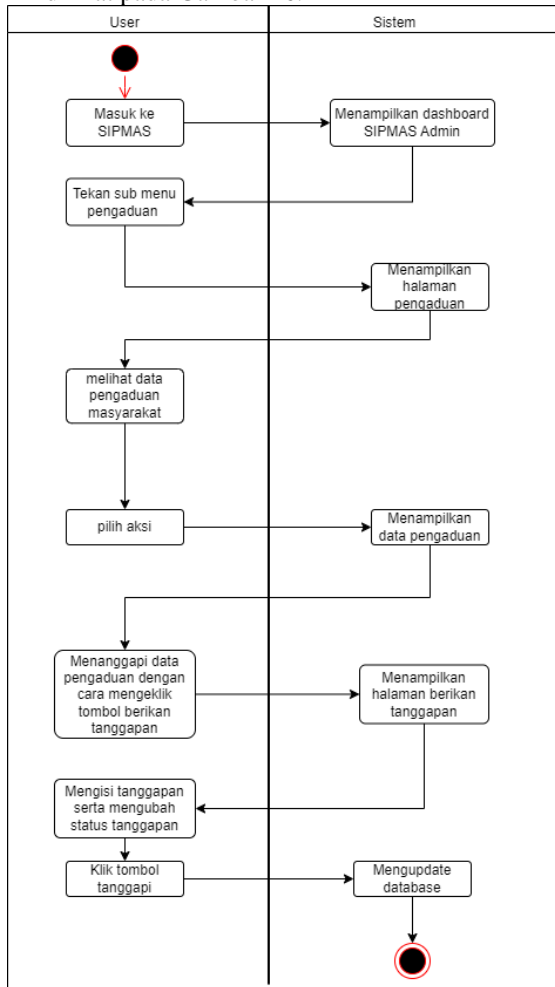 User
Sistem
Masuk ke
SIPMAS
Menampilkan dashboard
SIPMAS Admin
Tekan sub menu
pengaduan
Menampilkan
halaman
pengaduan
melihat data
pengaduan
masyarakat
pilih aksi
Menampilkan
data pengaduan
Menanggapi data
pengaduan dengan
cara mengeklik
tombol berikan
tanggapan
Menampilkan
halaman berikan
tanggapan
Mengisi tanggapan
serta mengubah
status tanggapan
Klik tombol
tanggapi
Mengupdate
database